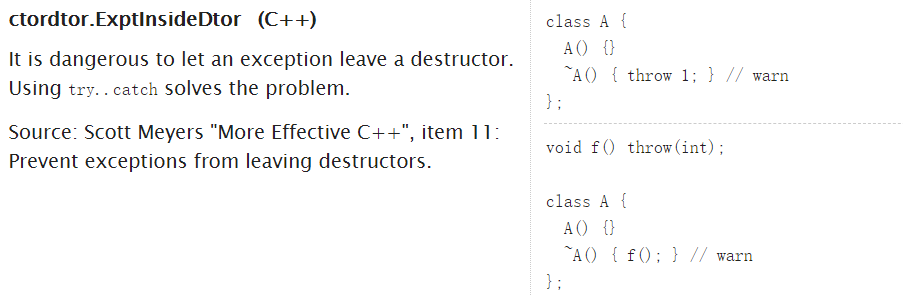 ctordtor.ExptInsideDtor (C++)
It is dangerous to let an exception leave a destructor.
Using try..catch solves the problem.
Source: Scott Meyers "More Effective C++", item 11:
Prevent exceptions from leaving destructors.
class A {
  A() {}
  ~A() { throw 1; } // warn
};
void f() throw(int);
class A {
  A() {}
  ~A() { f(); } // warn
};